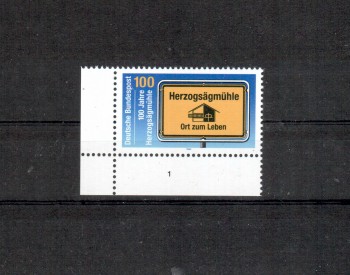 Deutsche Bundespost
100
100 Jahre
Herzogsägmühle
Herzogsägmühle
Ort zum Leben
1